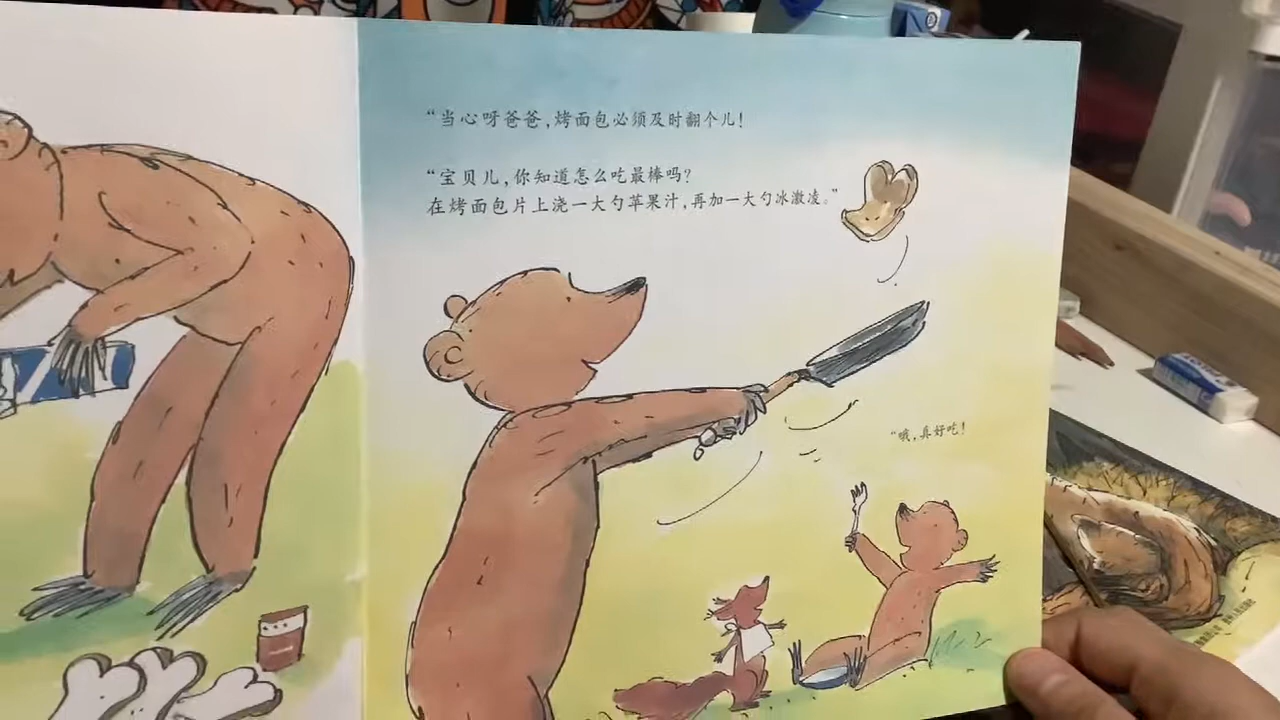 “当心呀爸爸，烤面包必须及时翻个儿！
“宝贝儿，你知道怎么吃最棒吗？
在烤面包片上浇一大勺苹果汁，再加一大勺冰激凌。”
“哦，真好吃！